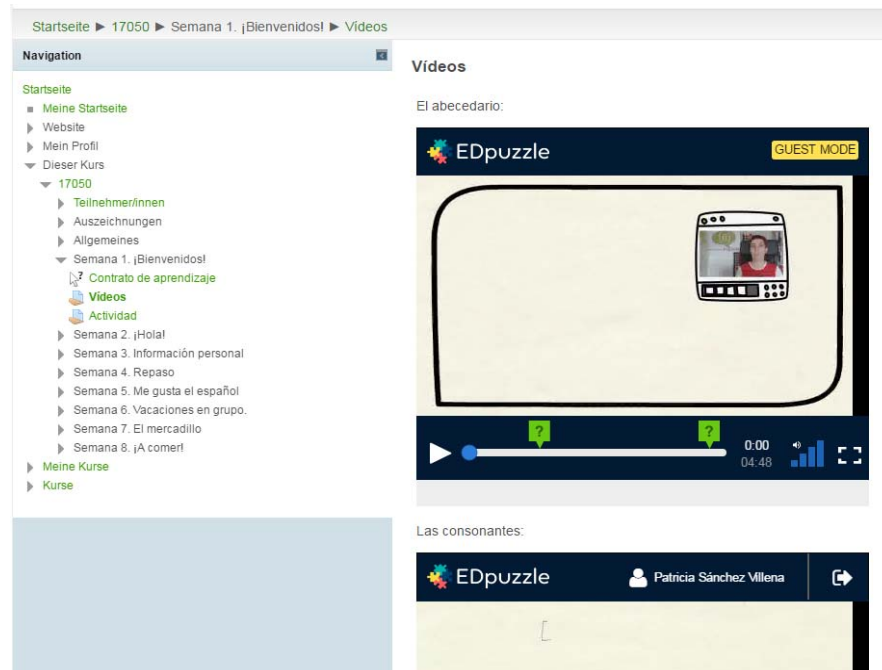 Startseite ► 17050 ► Semana 1. ¡Bienvenidos! ► Vídeos
Navigation
Startseite
Meine Startseite
Website
Mein Profil
Dieser Kurs
17050
Teilnehmer/innen
Auszeichnungen
Allgemeines
Semana 1. ¡Bienvenidos!
Contrato de aprendizaje
Vídeos
Actividad
Semana 2. ¡Hola!
Semana 3. Información personal
Semana 4. Repaso
Semana 5. Me gusta el español
Semana 6. Vacaciones en grupo.
Semana 7. El mercadillo
Semana 8. ¡A comer!
Meine Kurse
Kurse
Vídeos
El abecedario:
EDpuzzle GUEST MODE
? ?
0:00
04:48
Las consonantes:
EDpuzzle Patricia Sánchez Villena